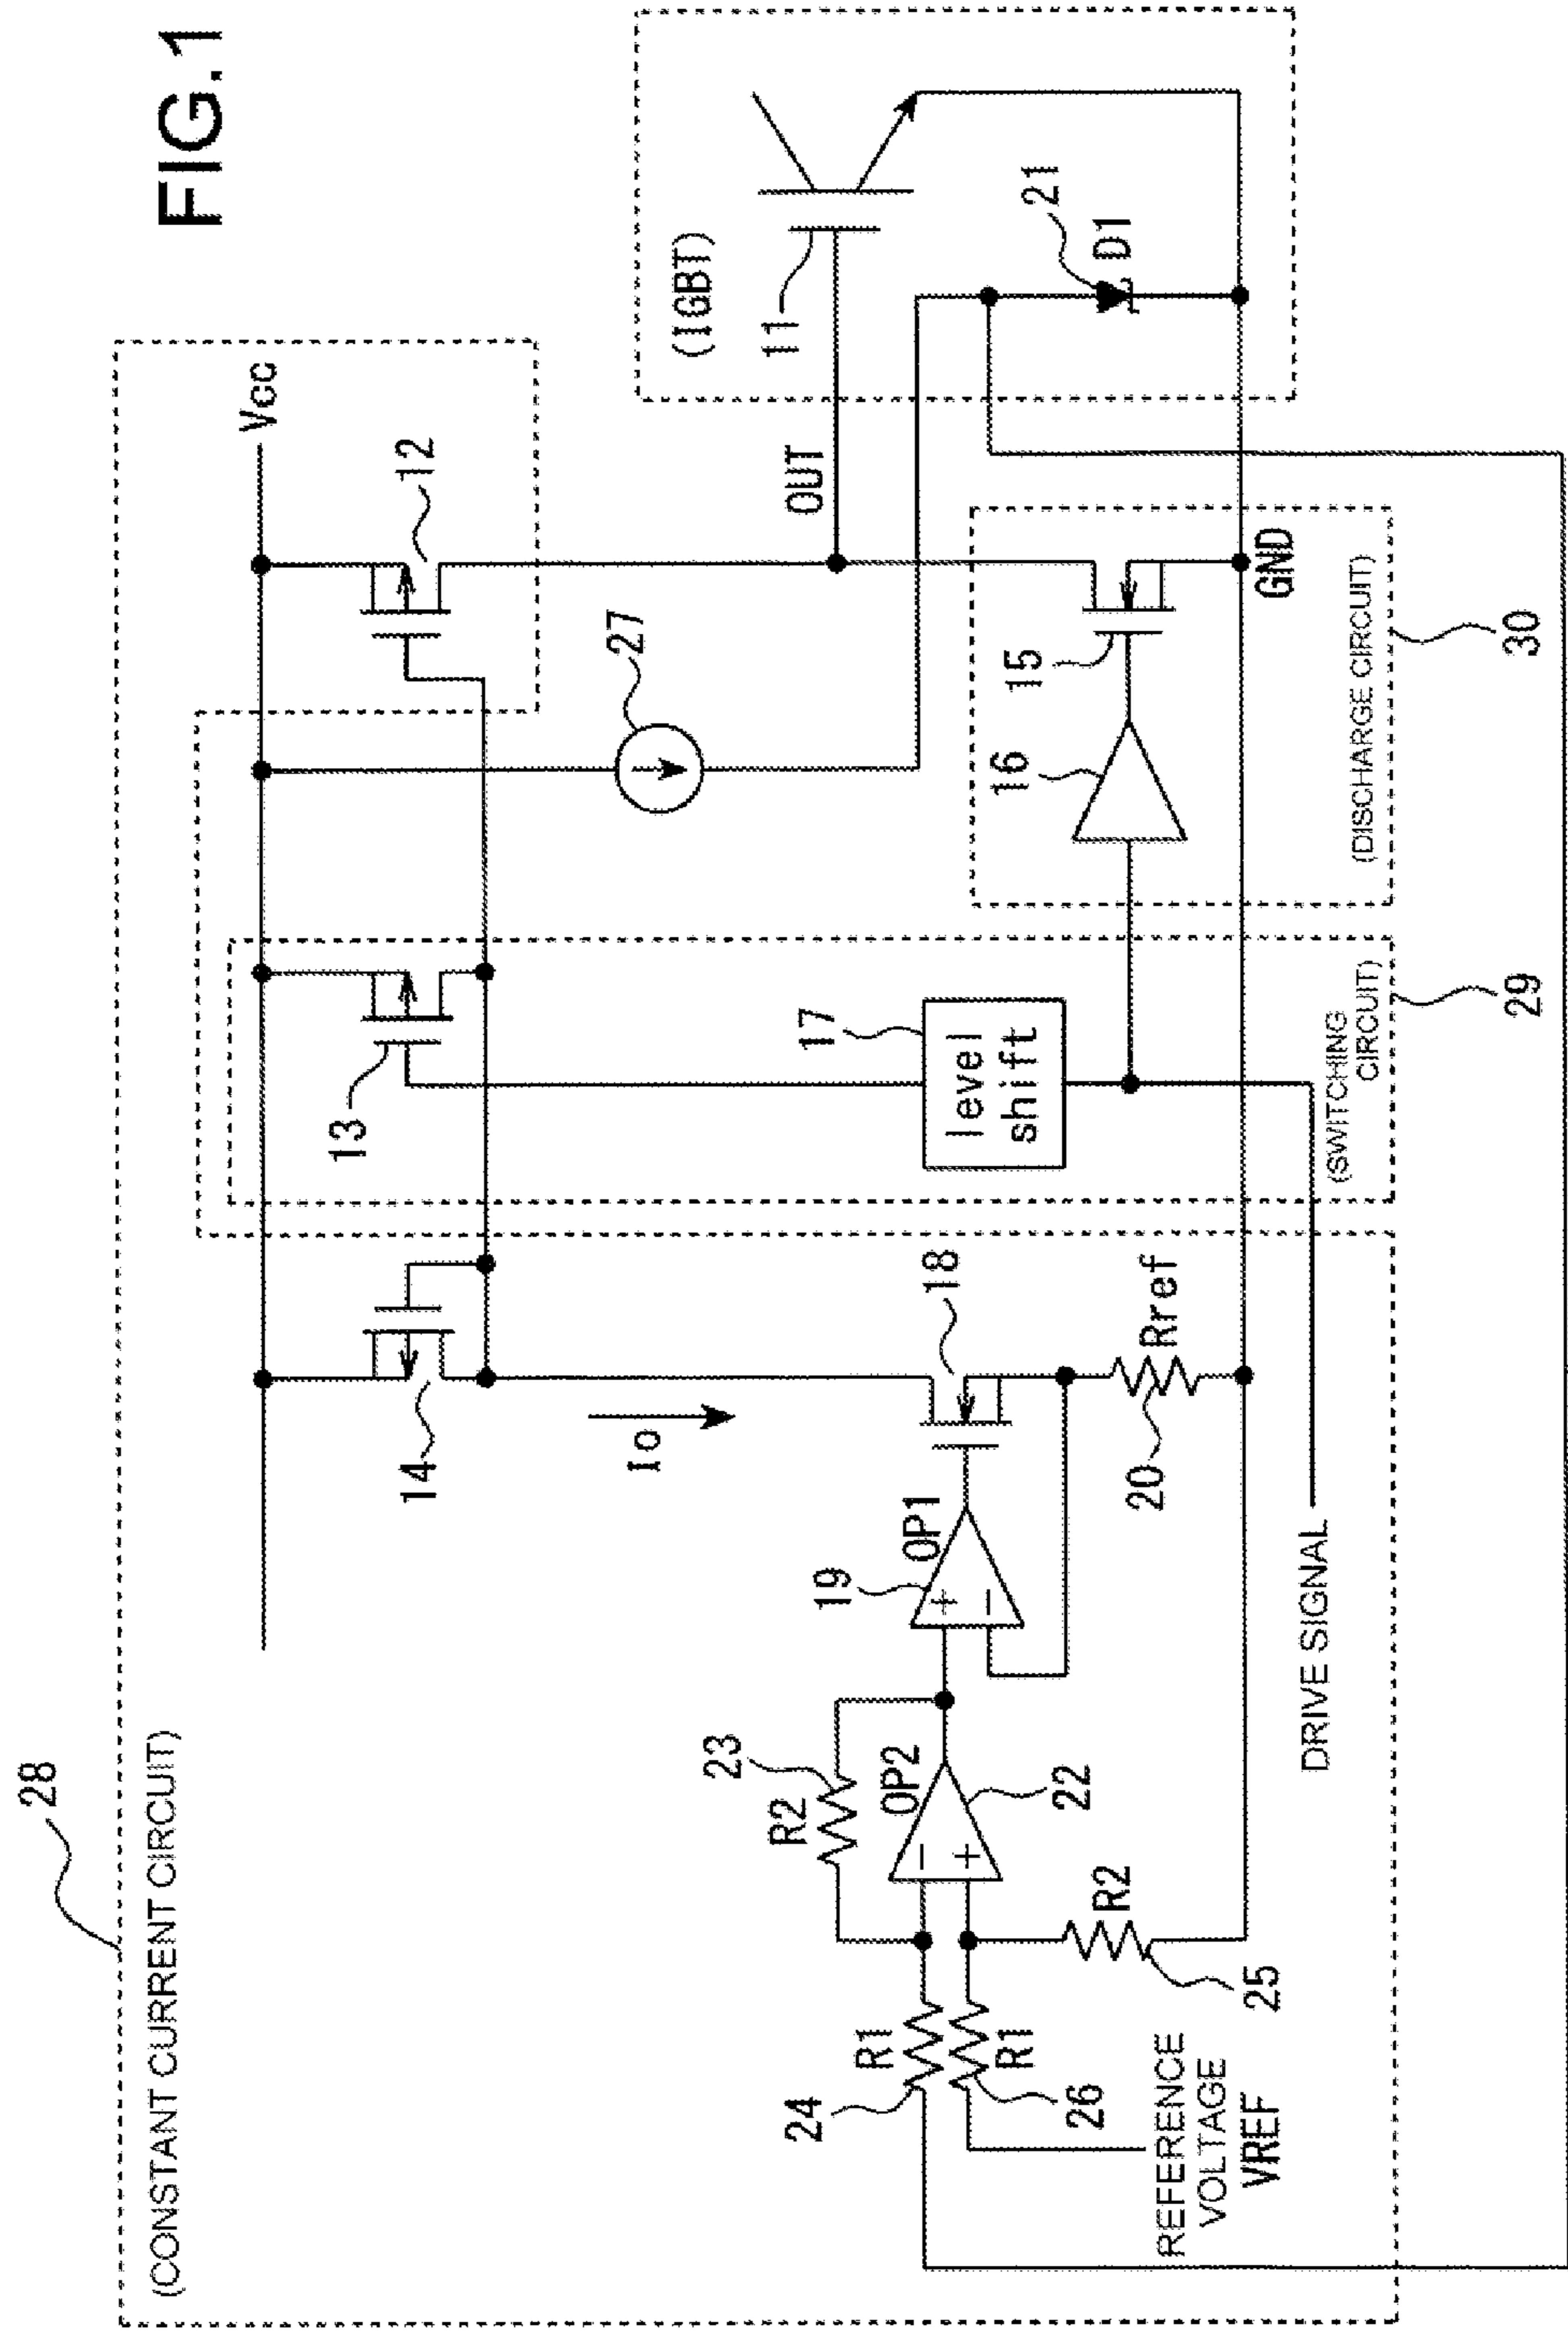 FIG.1
28
(CONSTANT CURRENT CIRCUIT)
Vcc
14
13
12
Io
27
(IGBT)
11
OUT
21
D1
R2
23
OP2
22
19
OP1
+
−
−
+
18
17
level
shift
16
15
R1
24
R1
26
R2
25
20
Rref
GND
REFERENCE
VOLTAGE
VREF
DRIVE SIGNAL
(SWITCHING
CIRCUIT)
29
(DISCHARGE CIRCUIT)
30